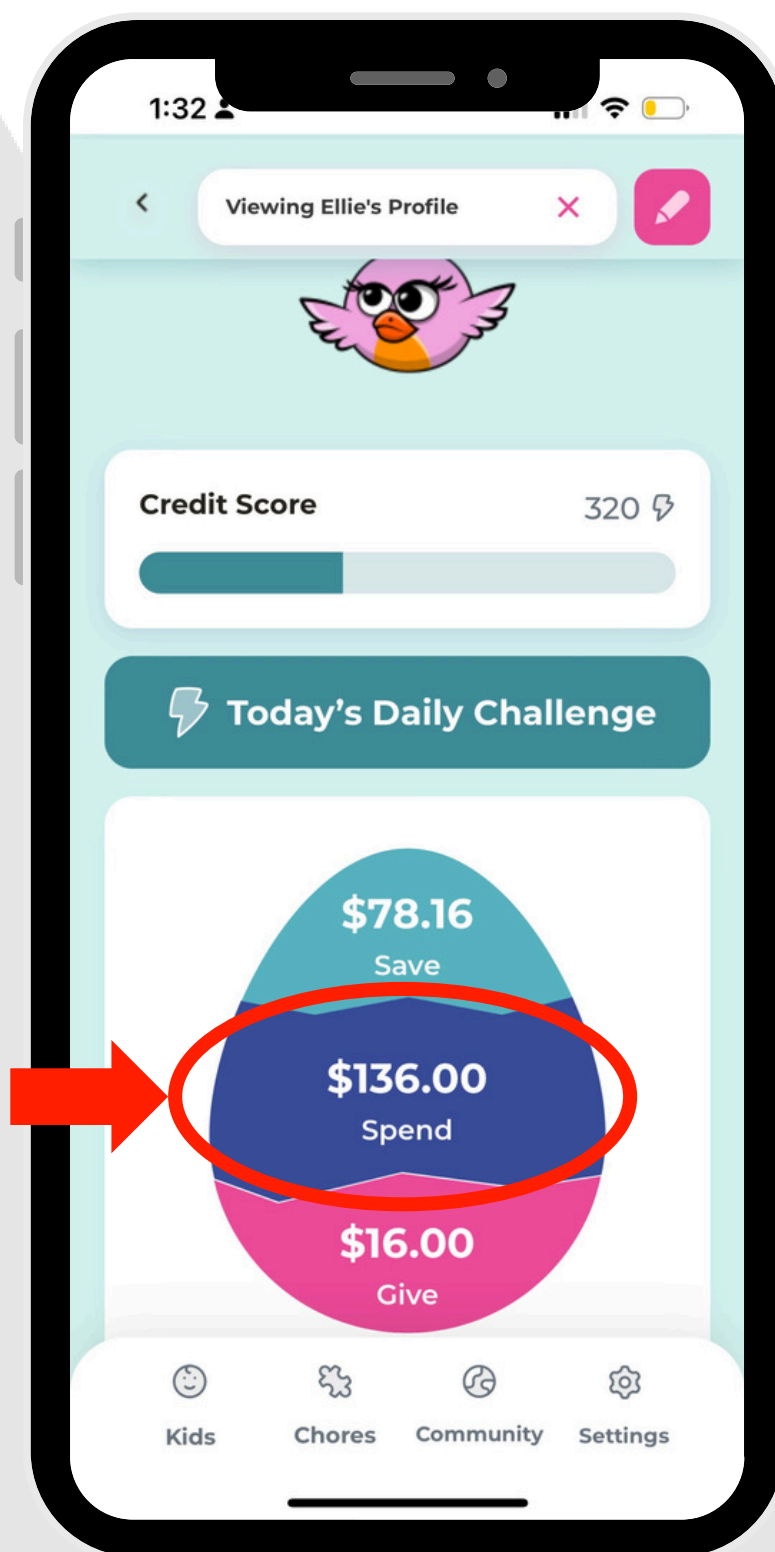 1:32
Viewing Ellie's Profile
Credit Score
320
Today's Daily Challenge
$78.16
Save
$136.00
Spend
$16.00
Give
Kids Chores Community Settings